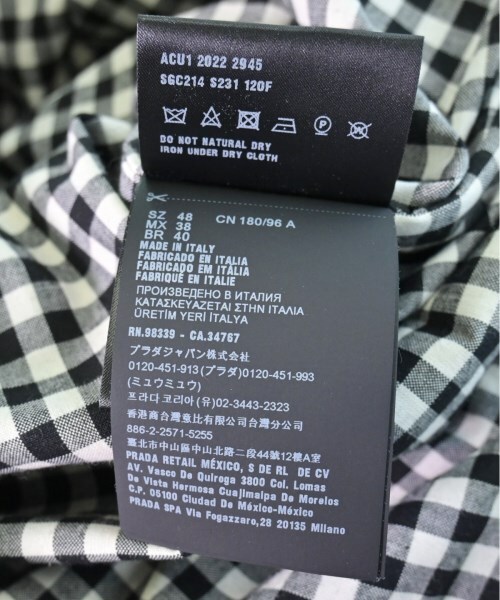 ACU1 2022 2945
SGC214 S231 120F
DO NOT NATURAL DRY
IRON UNDER DRY CLOTH
SZ 48 CN 180/96 A
MX 38
BR 40
MADE IN ITALY
FABRICADO EN ITALIA
FABRICADO EM ITÁLIA
FABRIQUÉ EN ITALIE
ПРОИЗВЕДЕНО В ИТАЛИЯ
ΚΑΤΑΣΚΕΥΑΖΕΤΑΙ ΣΤΗΝ ΙΤΑΛΙΑ
ÜRETİM YERİ İTALYA
RN.98339 - CA.34767
プラダジャパン株式会社
0120-451-913(プラダ)0120-451-993
(ミュウミュウ)
프라다 코리아 (유) 02-3443-2323
香港商台灣意比有限公司台灣分公司
886-2-2571-5255
臺北市中山區中山北路二段44號12樓A室
PRADA RETAIL MÉXICO, S DE RL DE CV
AV. Vasco De Quiroga 3800 Col. Lomas
De Vista Hermosa Cuajimalpa De Morelos
C.P. 05100 Ciudad De México-México
PRADA SPA Via Fogazzaro,28 20135 Milano